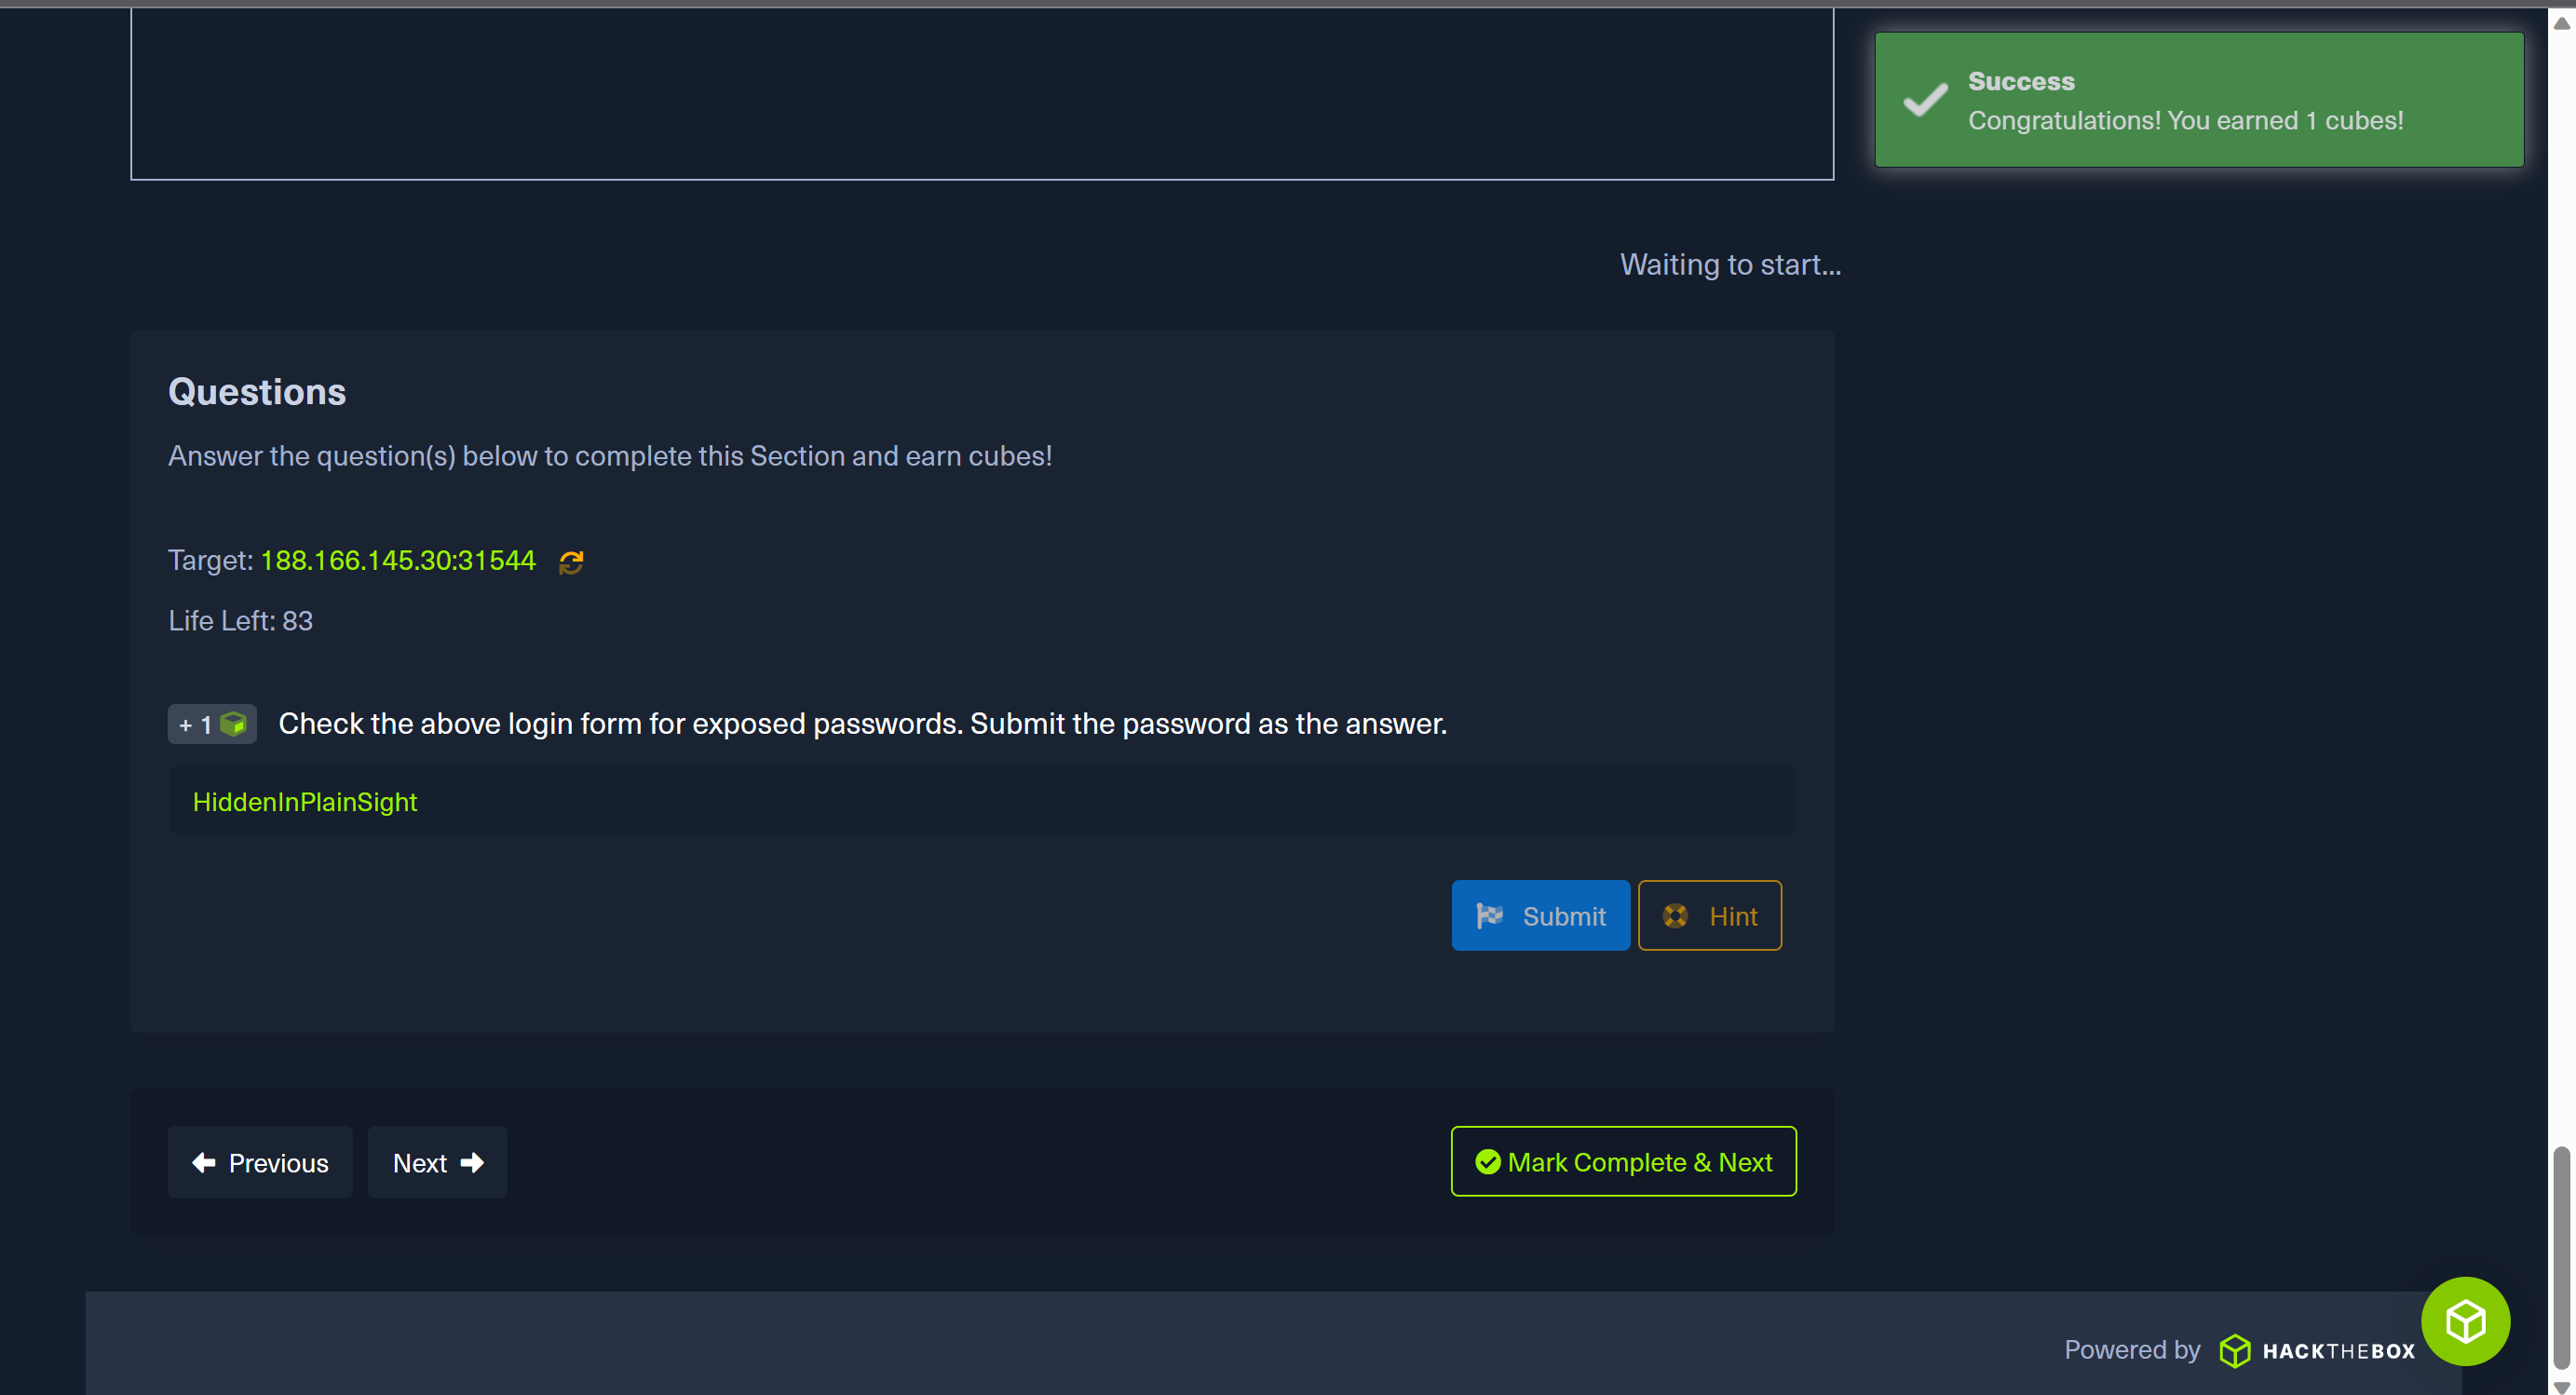 Success
Congratulations! You earned 1 cubes!
Waiting to start...
Questions
Answer the question(s) below to complete this Section and earn cubes!
Target: 188.166.145.30:31544
Life Left: 83
+ 1 Check the above login form for exposed passwords. Submit the password as the answer.
HiddenInPlainSight
Submit Hint
Previous Next Mark Complete & Next
Powered by HACKTHEBOX